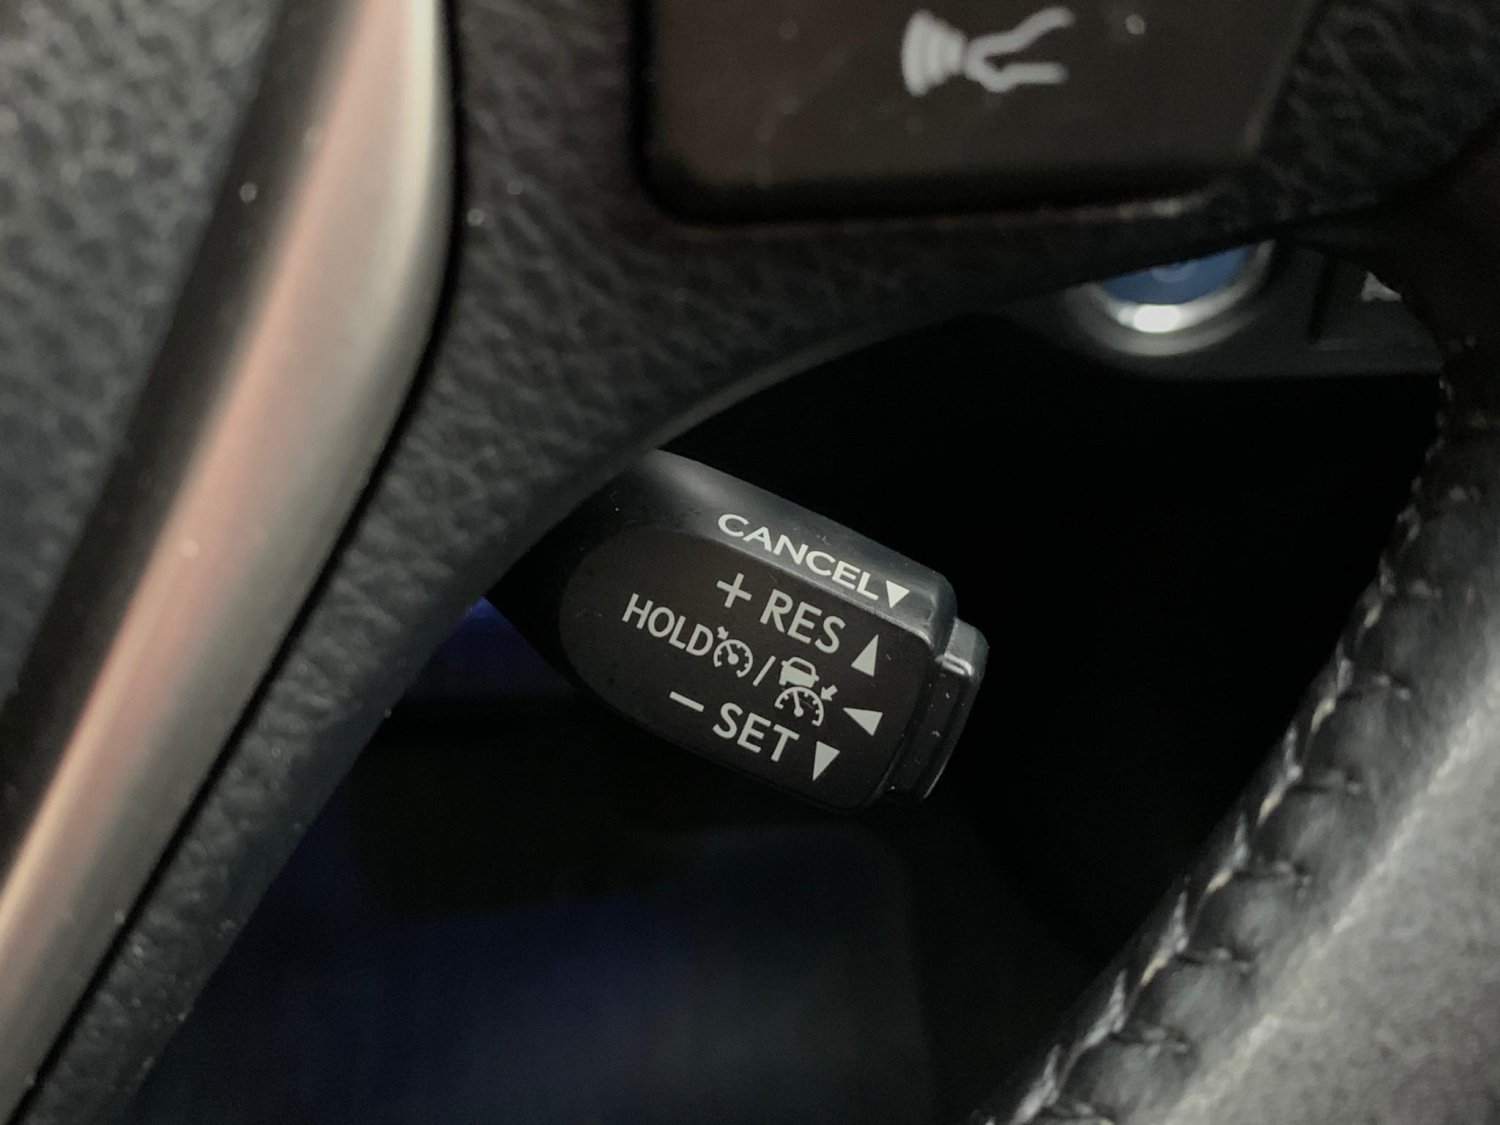 CANCEL▼
+ RES ▲
HOLD / ◀
− SET ▼